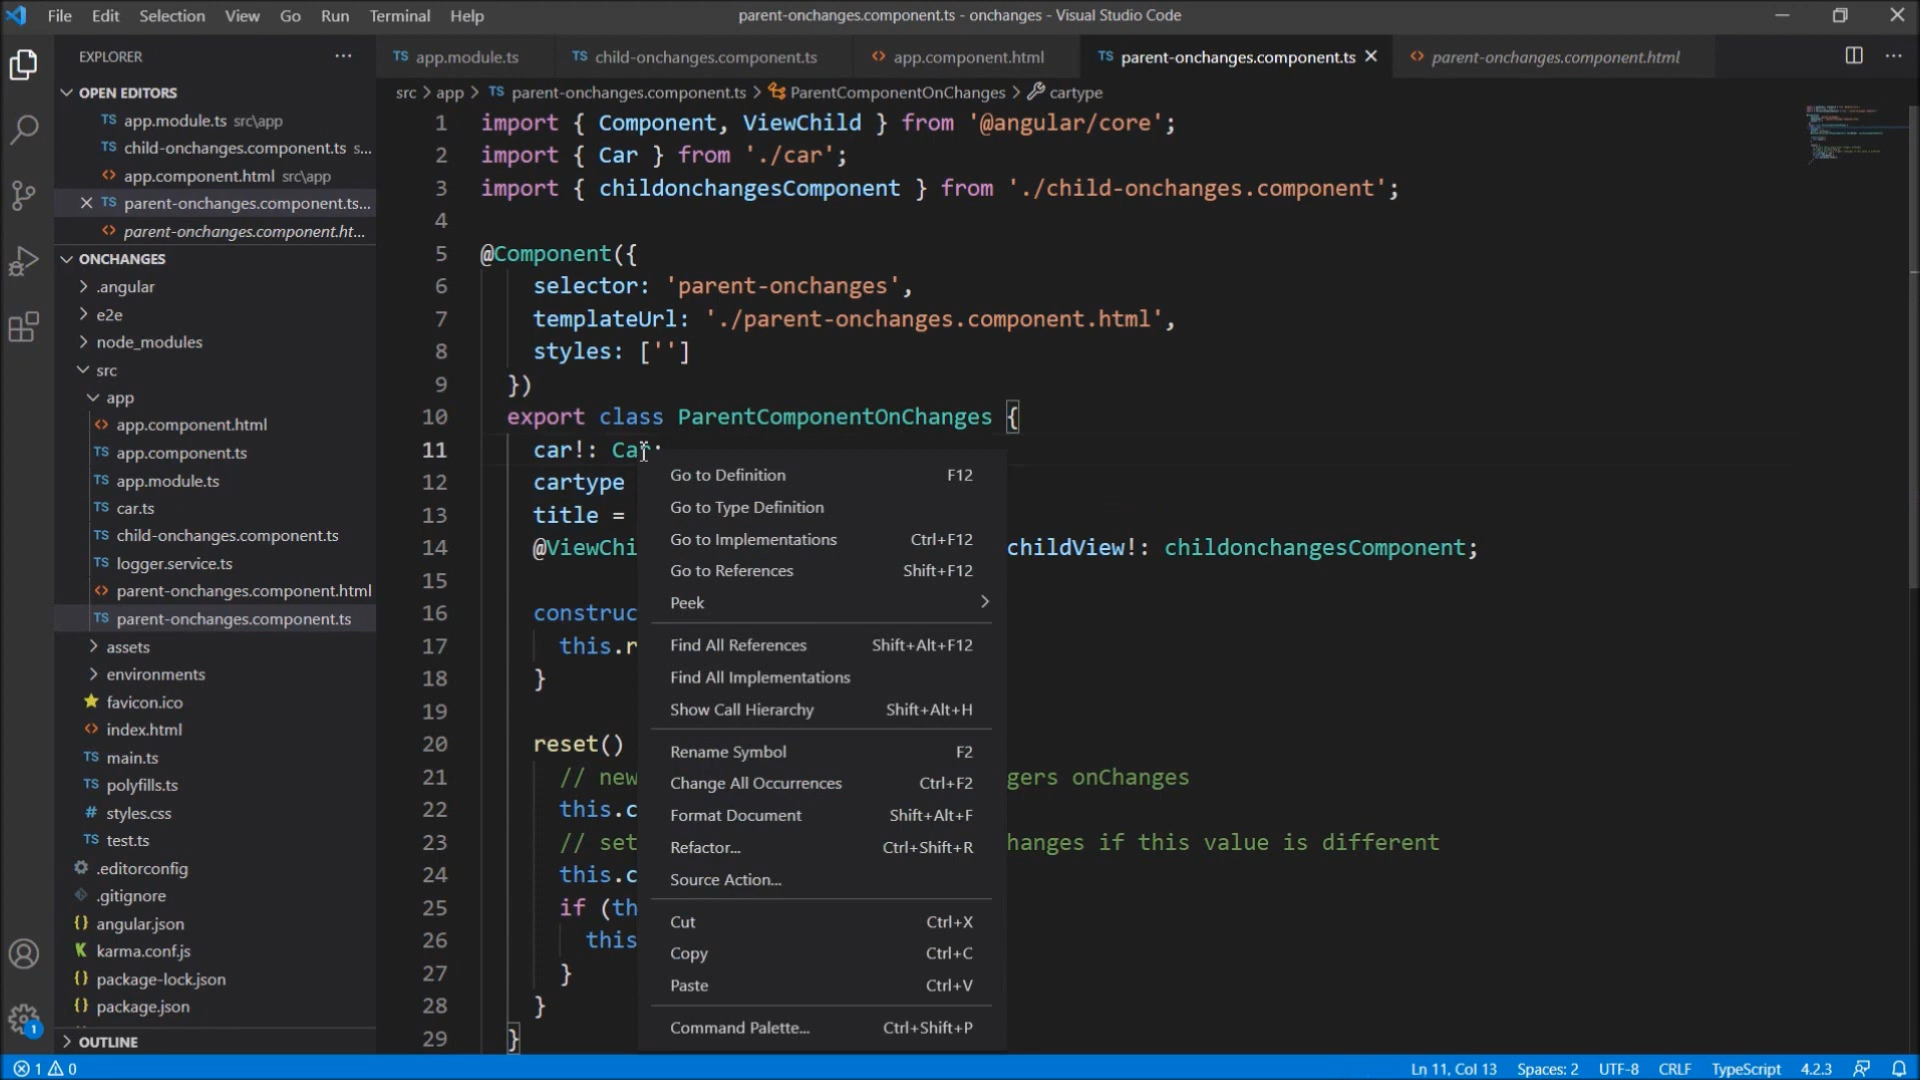 File Edit Selection View Go Run Terminal Help
parent-onchanges.component.ts - onchanges - Visual Studio Code
EXPLORER
OPEN EDITORS
TS app.module.ts src\app
TS child-onchanges.component.ts s...
<> app.component.html src\app
TS parent-onchanges.component.ts...
<> parent-onchanges.component.ht...
ONCHANGES
.angular
e2e
node_modules
src
app
<> app.component.html
TS app.component.ts
TS app.module.ts
TS car.ts
TS child-onchanges.component.ts
TS logger.service.ts
<> parent-onchanges.component.html
TS parent-onchanges.component.ts
assets
environments
favicon.ico
<> index.html
TS main.ts
TS polyfills.ts
# styles.css
TS test.ts
.editorconfig
.gitignore
{} angular.json
K karma.conf.js
{} package-lock.json
{} package.json
OUTLINE
1
TS app.module.ts
TS child-onchanges.component.ts
<> app.component.html
TS parent-onchanges.component.ts
<> parent-onchanges.component.html
src > app > TS parent-onchanges.component.ts > ParentComponentOnChanges > cartype
1 import { Component, ViewChild } from '@angular/core';
2 import { Car } from './car';
3 import { childonchangesComponent } from './child-onchanges.component';
4
5 @Component({
6 selector: 'parent-onchanges',
7 templateUrl: './parent-onchanges.component.html',
8 styles: ['']
9 })
10 export class ParentComponentOnChanges {
11 car!: Car;
12 cartype
13 title =
14 @ViewChi childView!: childonchangesComponent;
15
16 construc
17 this.r
18 }
19
20 reset()
21 // new gers onChanges
22 this.c
23 // set hanges if this value is different
24 this.c
25 if (th
26 this
27 }
28 }
29 }
Go to Definition F12
Go to Type Definition
Go to Implementations Ctrl+F12
Go to References Shift+F12
Peek >
Find All References Shift+Alt+F12
Find All Implementations
Show Call Hierarchy Shift+Alt+H
Rename Symbol F2
Change All Occurrences Ctrl+F2
Format Document Shift+Alt+F
Refactor... Ctrl+Shift+R
Source Action...
Cut Ctrl+X
Copy Ctrl+C
Paste Ctrl+V
Command Palette... Ctrl+Shift+P
1 0
Ln 11, Col 13 Spaces: 2 UTF-8 CRLF TypeScript 4.2.3